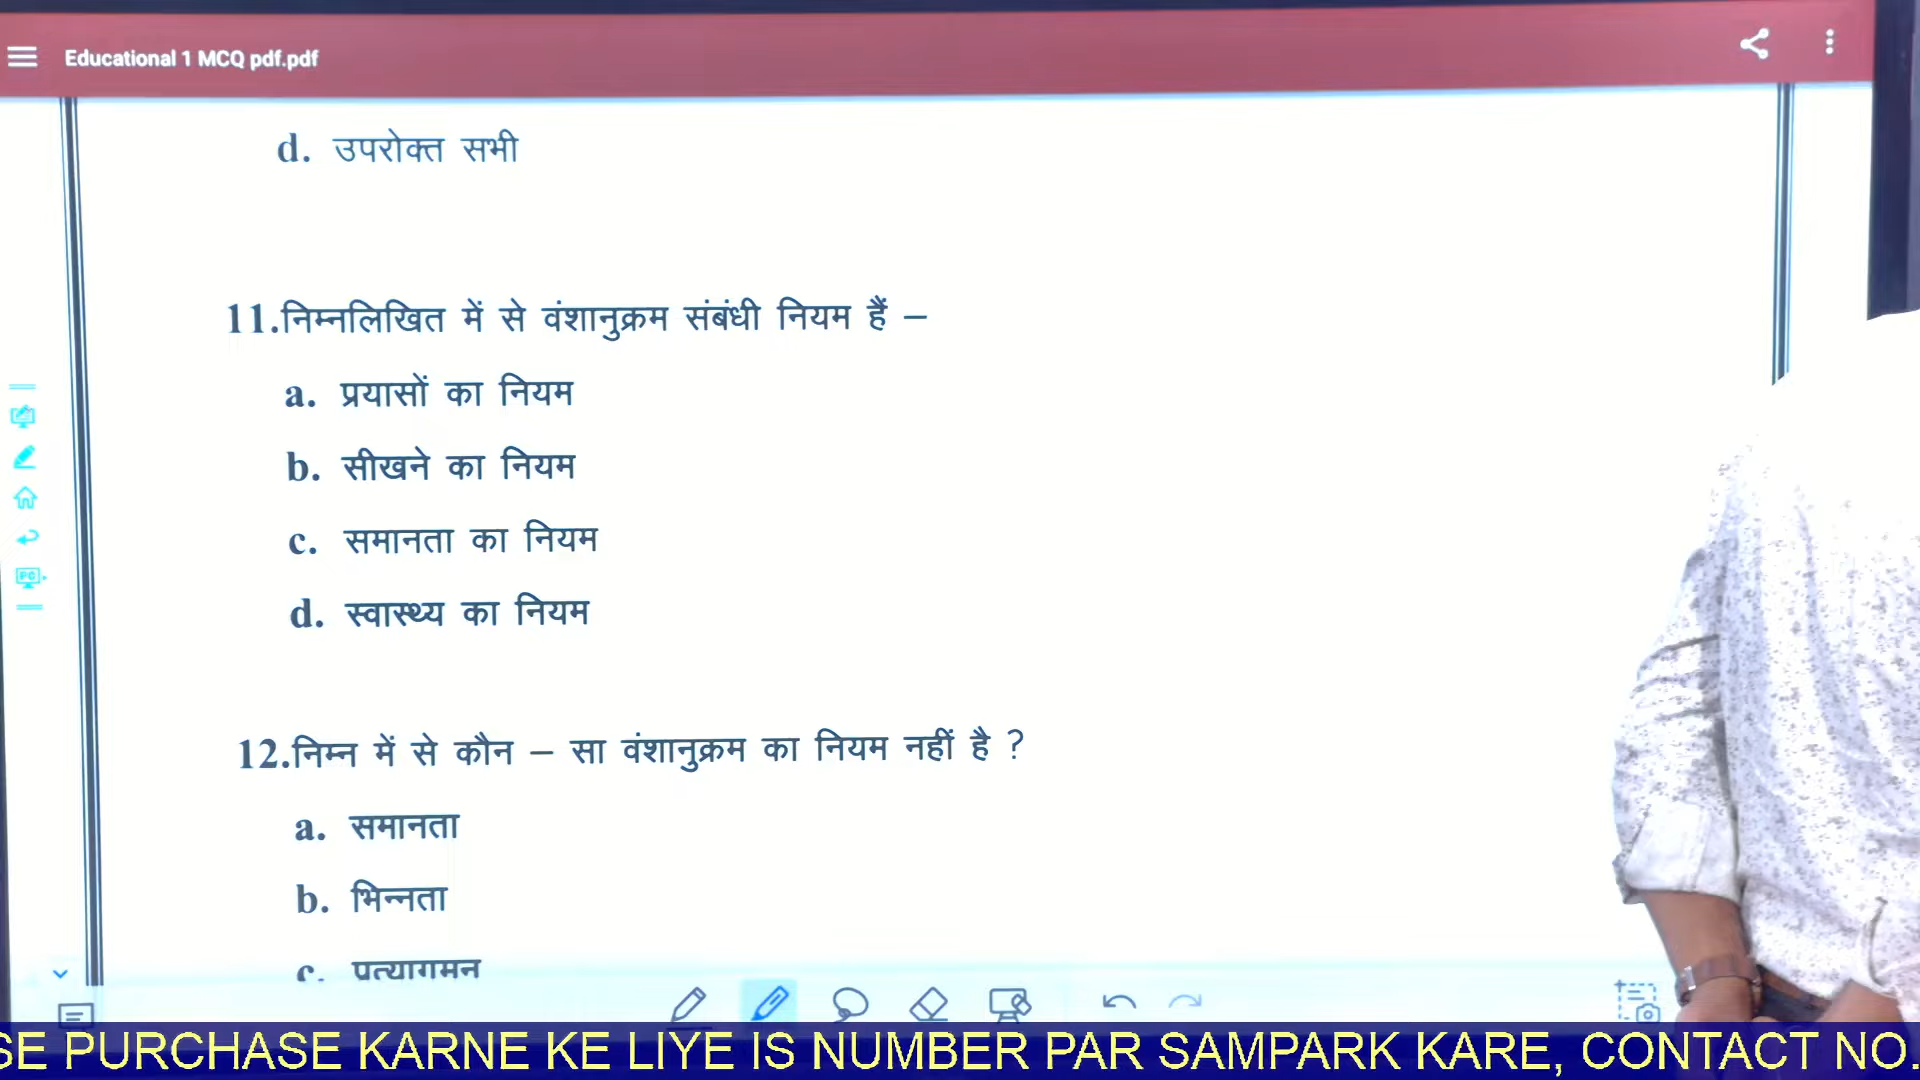 Educational 1 MCQ pdf.pdf
d. उपरोक्त सभी
11.निम्नलिखित में से वंशानुक्रम संबंधी नियम हैं –
a. प्रयासों का नियम
b. सीखने का नियम
c. समानता का नियम
d. स्वास्थ्य का नियम
12.निम्न में से कौन – सा वंशानुक्रम का नियम नहीं है ?
a. समानता
b. भिन्नता
c. प्रत्यागमन
PG
SE PURCHASE KARNE KE LIYE IS NUMBER PAR SAMPARK KARE, CONTACT NO.